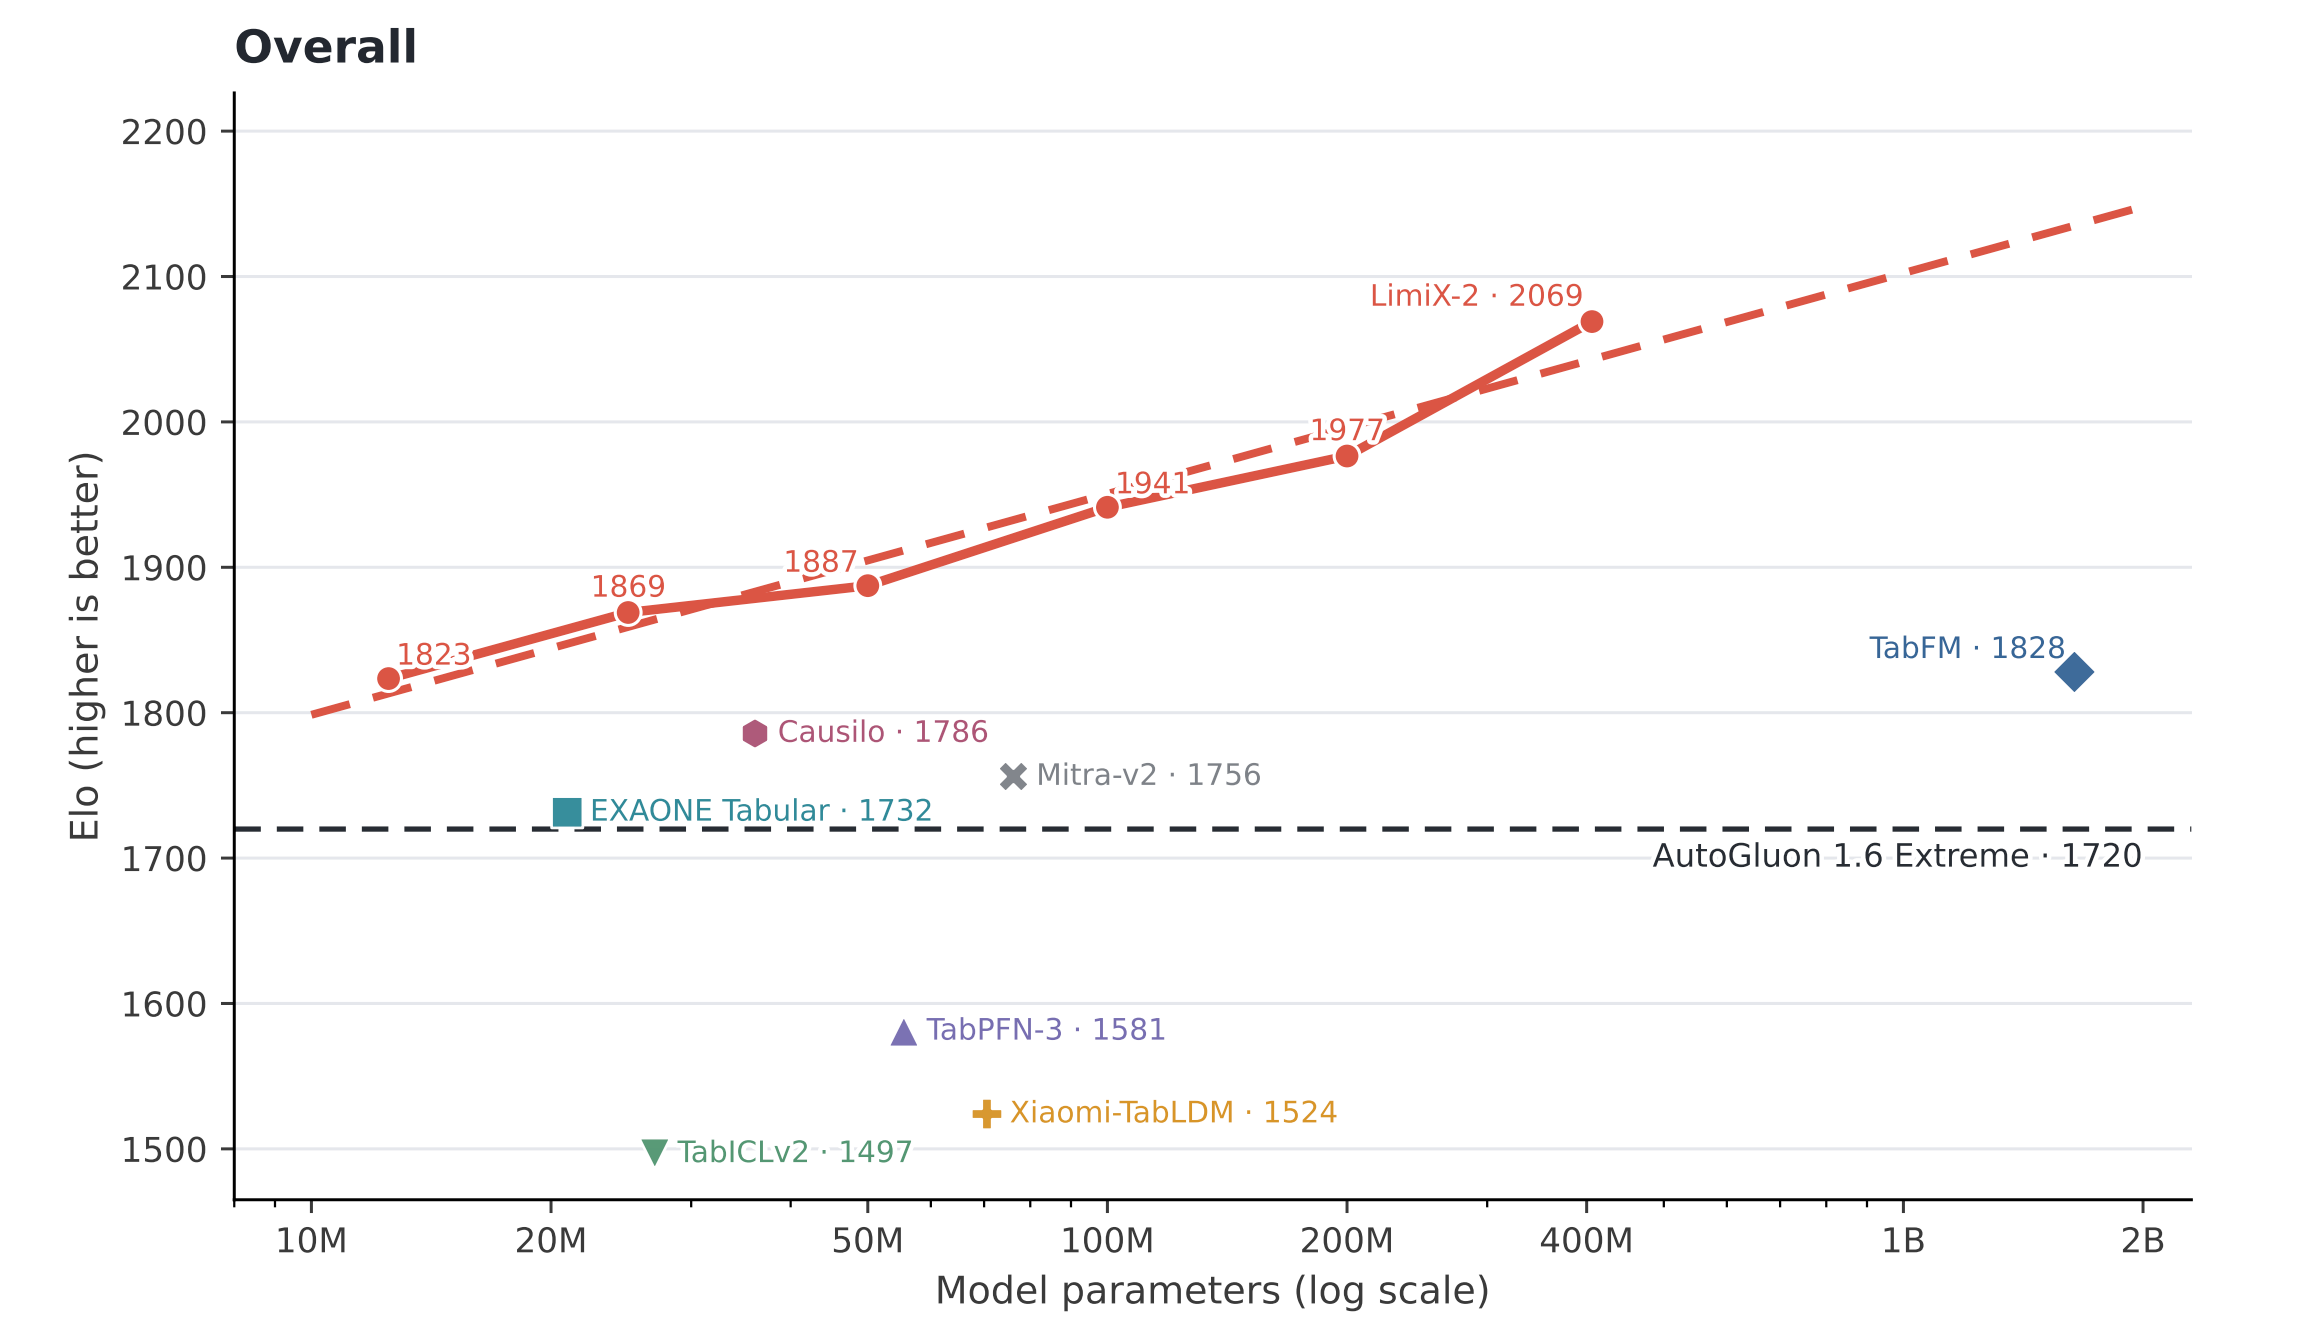 Overall
Elo (higher is better)
2200
2100
2000
1900
1800
1700
1600
1500
LimiX-2 · 2069
1977
1941
1887
1869
1823
TabFM · 1828
Causilo · 1786
Mitra-v2 · 1756
EXAONE Tabular · 1732
AutoGluon 1.6 Extreme · 1720
TabPFN-3 · 1581
Xiaomi-TabLDM · 1524
TabICLv2 · 1497
10M 20M 50M 100M 200M 400M 1B 2B
Model parameters (log scale)